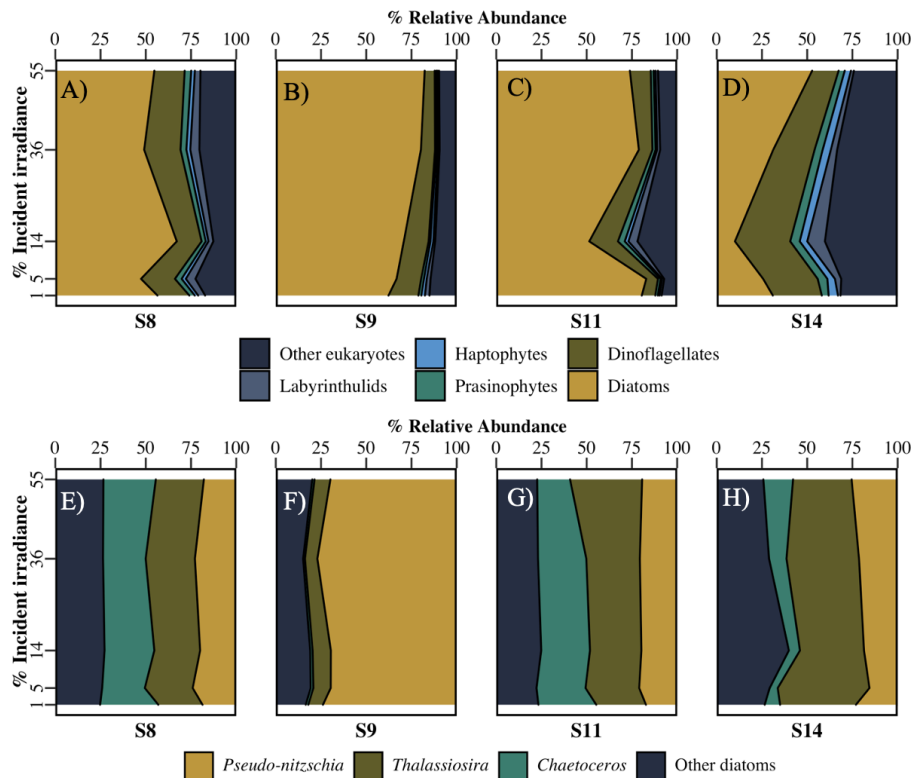 % Relative Abundance
0 25 50 75 100 0 25 50 75 100 0 25 50 75 100 0 25 50 75 100
% Incident irradiance
55
36
14
5
1
A) B) C) D)
S8 S9 S11 S14
Other eukaryotes Haptophytes Dinoflagellates
Labyrinthulids Prasinophytes Diatoms
% Relative Abundance
0 25 50 75 100 0 25 50 75 100 0 25 50 75 100 0 25 50 75 100
% Incident irradiance
55
36
14
5
1
E) F) G) H)
S8 S9 S11 S14
Pseudo-nitzschia Thalassiosira Chaetoceros Other diatoms